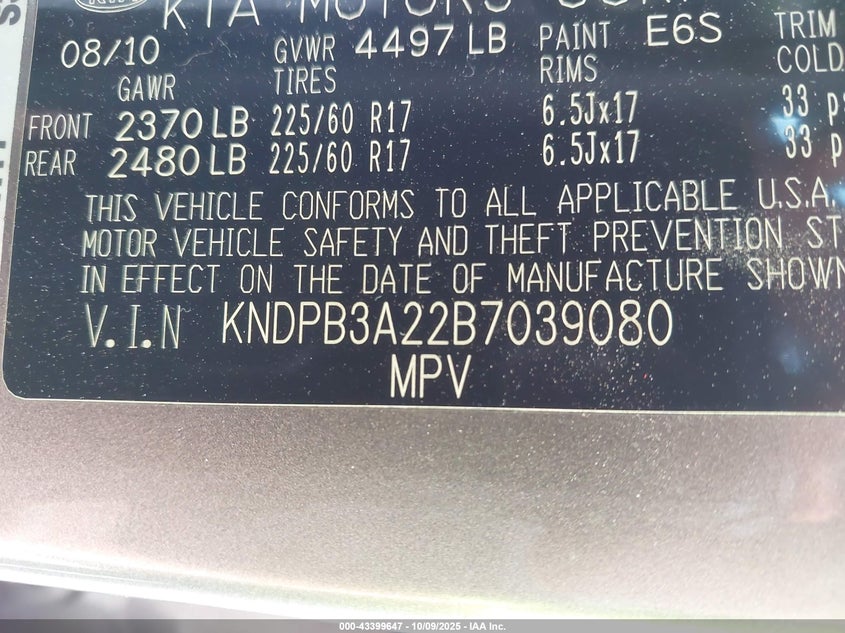 KIA MOTORS
08/10 GVWR 4497 LB PAINT E6S TRIM
GAWR TIRES RIMS COLD
FRONT 2370 LB 225/60 R17 6.5Jx17 33
REAR 2480 LB 225/60 R17 6.5Jx17 33
THIS VEHICLE CONFORMS TO ALL APPLICABLE U.S.A.
MOTOR VEHICLE SAFETY AND THEFT PREVENTION ST
IN EFFECT ON THE DATE OF MANUFACTURE SHOWN
V.I.N KNDPB3A22B7039080
MPV
000-43399647 | 10/09/2025 - IAA Inc.